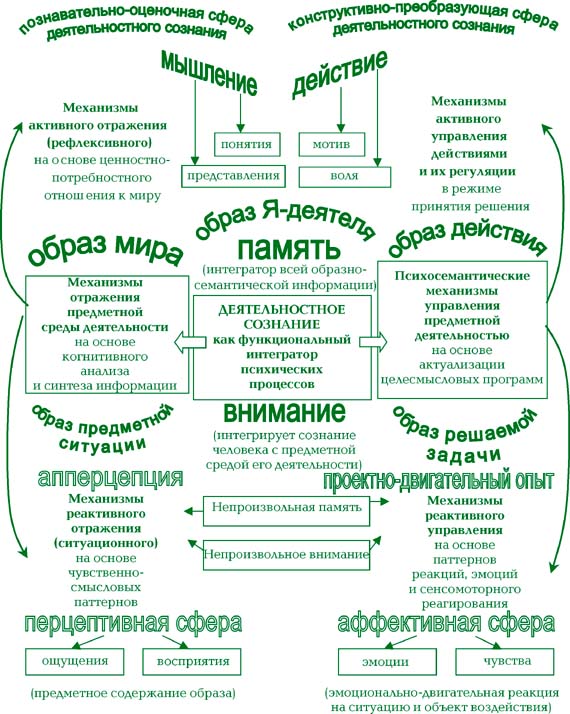 познавательно-оценочная сфера
деятельностного сознания
конструктивно-преобразующая сфера
деятельностного сознания
мышление
действие
Механизмы
активного отражения
(рефлексивного)
на основе ценностно-
потребностного
отношения к миру
понятия
представления
мотив
воля
Механизмы
активного
управления
действиями
и их регуляции
в режиме
принятия решения
образ мира
образ Я-деятеля
память
(интегратор всей образно-
семантической информации)
образ действия
Механизмы
отражения
предметной
среды деятельности
на основе
когнитивного
анализа
и синтеза информации
ДЕЯТЕЛЬНОСТНОЕ
СОЗНАНИЕ
как функциональный
интегратор
психических
процессов
Психосемантические
механизмы
управления
предметной
деятельностью
на основе
актуализации
целесмысловых программ
образ предметной
ситуации
внимание
(интегрирует сознание
человека с предметной
средой его деятельности)
образ решаемой
задачи
апперцепция
проектно-двигательный опыт
Механизмы
реактивного
отражения
(ситуационного)
на основе
чувственно-
смысловых
паттернов
Непроизвольная память
Непроизвольное внимание
Механизмы
реактивного
управления
на основе
паттернов
реакций, эмоций
и сенсомоторного
реагирования
перцептивная сфера
аффективная сфера
ощущения
восприятия
эмоции
чувства
(предметное содержание образа)
(эмоционально-двигательная реакция
на ситуацию и объект воздействия)